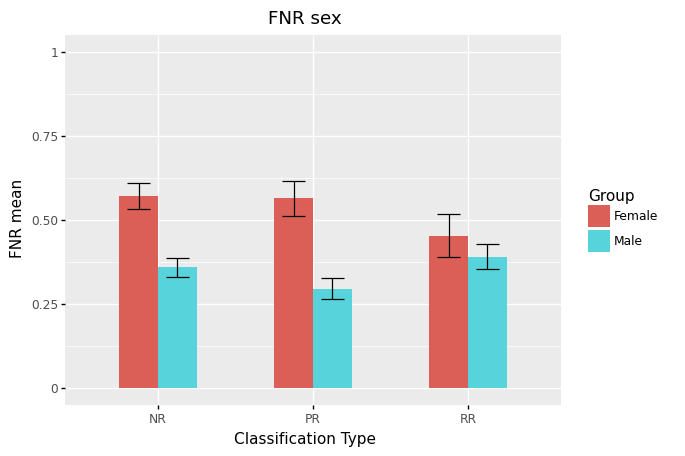 FNR sex
FNR mean
1
0.75
0.50
0.25
0
NR
PR
RR
Classification Type
Group
Female
Male